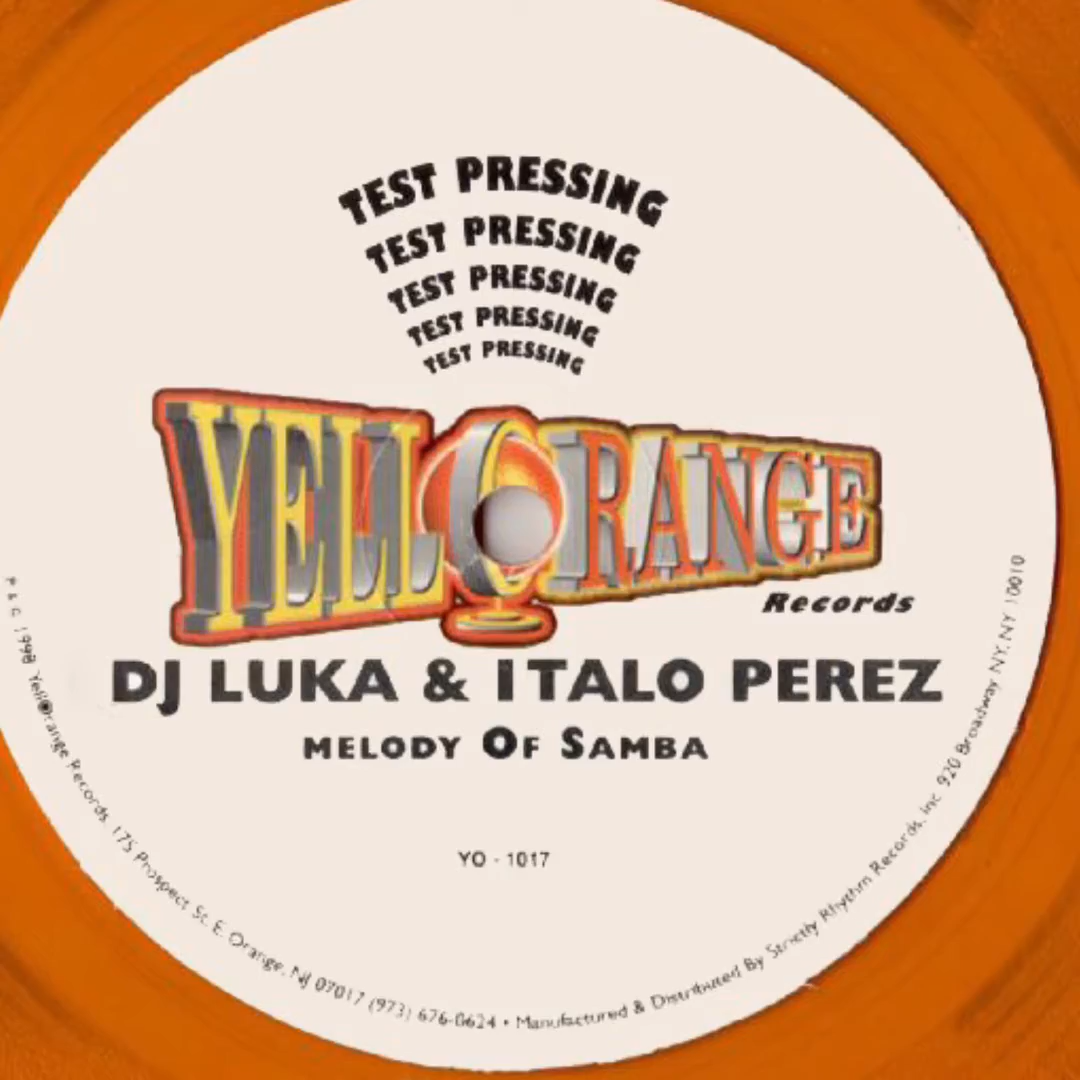 TEST PRESSING
TEST PRESSING
TEST PRESSING
TEST PRESSING
TEST PRESSING
YELLORANGE
Records
DJ LUKA & ITALO PEREZ
MELODY OF SAMBA
YO - 1017
P & C 1998 YellOrange Records. 175 Prospect St. E. Orange, NJ 07017 (973) 676-0624 • Manufactured & Distributed By Strictly Rhythm Records, Inc 920 Broadway NY, NY 10010